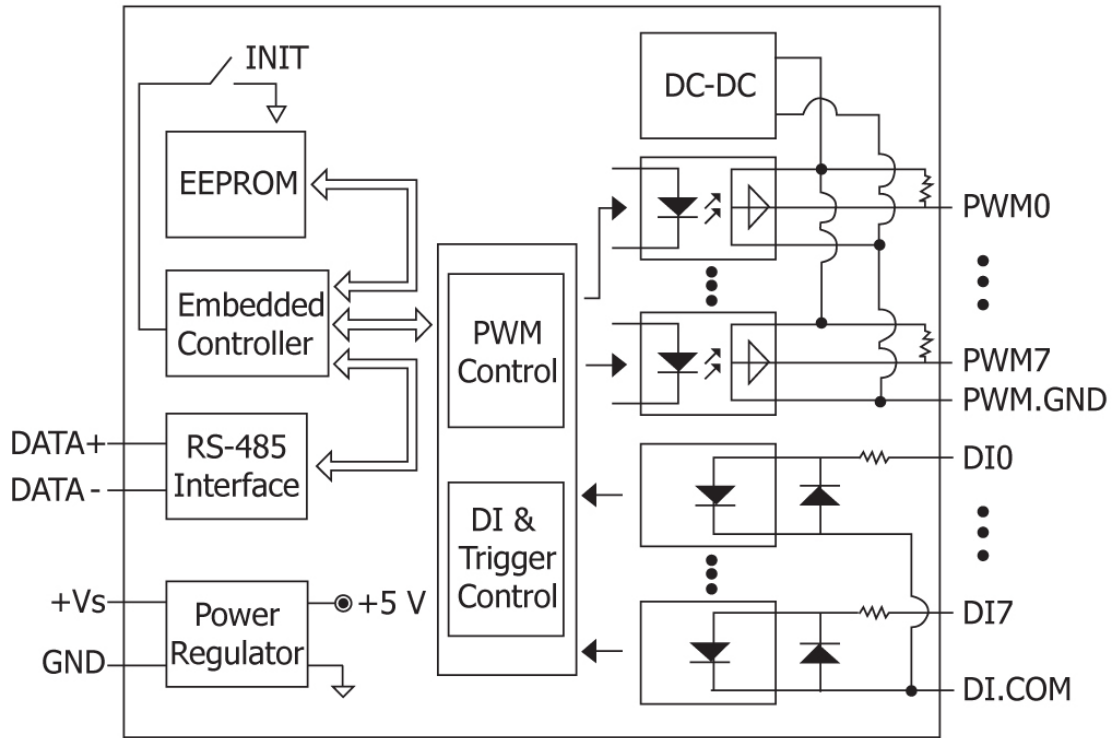 INIT
DC-DC
EEPROM
PWM0
Embedded
Controller
PWM
Control
PWM7
PWM.GND
DATA+
DATA -
RS-485
Interface
DI0
DI &
Trigger
Control
+Vs
GND
Power
Regulator
+5 V
DI7
DI.COM